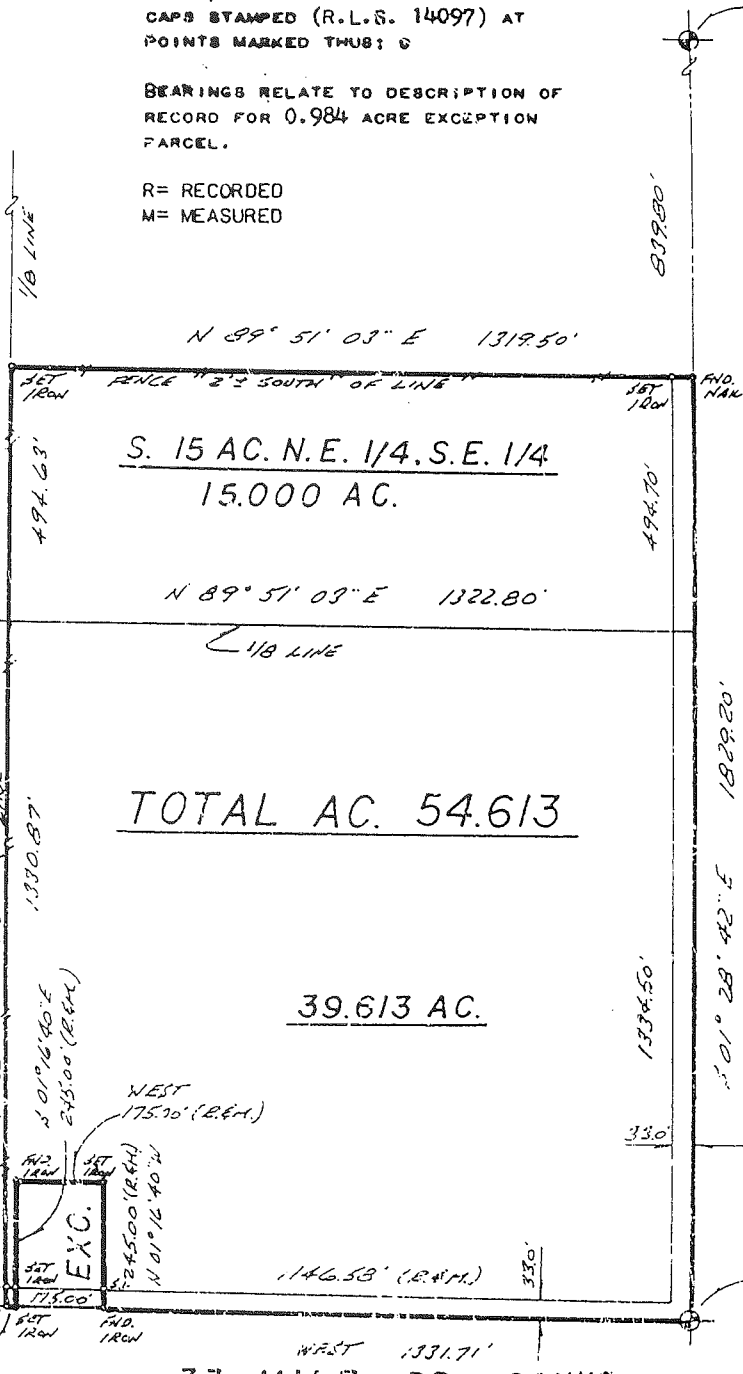 CAPS STAMPED (R.L.S. 14097) AT
POINTS MARKED THUS:
BEARINGS RELATE TO DESCRIPTION OF
RECORD FOR 0.984 ACRE EXCEPTION
PARCEL.
R= RECORDED
M= MEASURED
1/8 LINE
839.80'
N 89° 51' 03" E 1319.50'
SET
IRON
FENCE 2'± SOUTH OF LINE
SET
IRON
FND.
NAIL
494.63'
S. 15 AC. N.E. 1/4, S.E. 1/4
15.000 AC.
494.70'
N 89° 51' 03" E 1322.80'
1/8 LINE
1829.20'
S 01° 28' 42" E
TOTAL AC. 54.613
1330.87'
39.613 AC.
1334.50'
S 01° 16' 40" E
245.00' (R.&M.)
WEST
175.00' (R.&M.)
33.0'
FND.
IRON
SET
IRON
EXC.
245.00' (R.&M.)
N 01° 16' 40" W
SET
IRON
S.I.
175.00'
1146.58' (R.&M.)
33.0'
SET
IRON
FND.
IRON
WEST 1331.71'